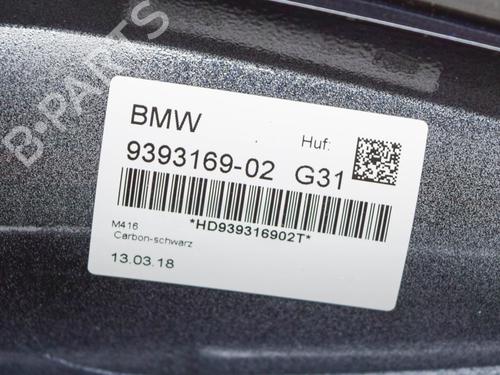 B-PARTS
BMW
Huf:
9393169-02 G31
*HD939316902T*
M416
Carbon-schwarz
13.03.18